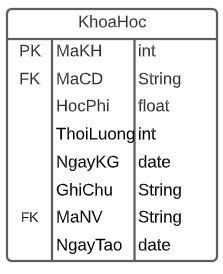 KhoaHoc
PK MaKH int
FK MaCD String
HocPhi float
ThoiLuong int
NgayKG date
GhiChu String
FK MaNV String
NgayTao date